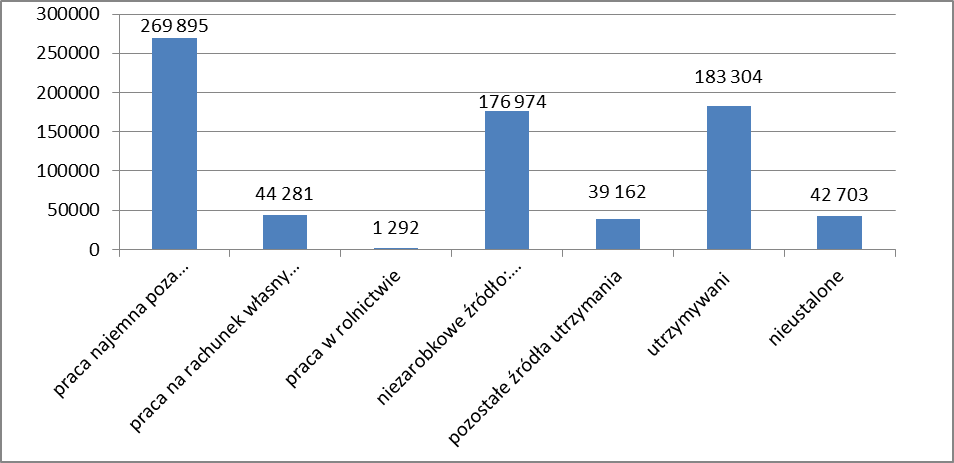 300000
250000
200000
150000
100000
50000
0
269 895
44 281
1 292
176 974
39 162
183 304
42 703
praca najemna poza…
praca na rachunek własny…
praca w rolnictwie
niezarobkowe źródło:…
pozostałe źródła utrzymania
utrzymywani
nieustalone